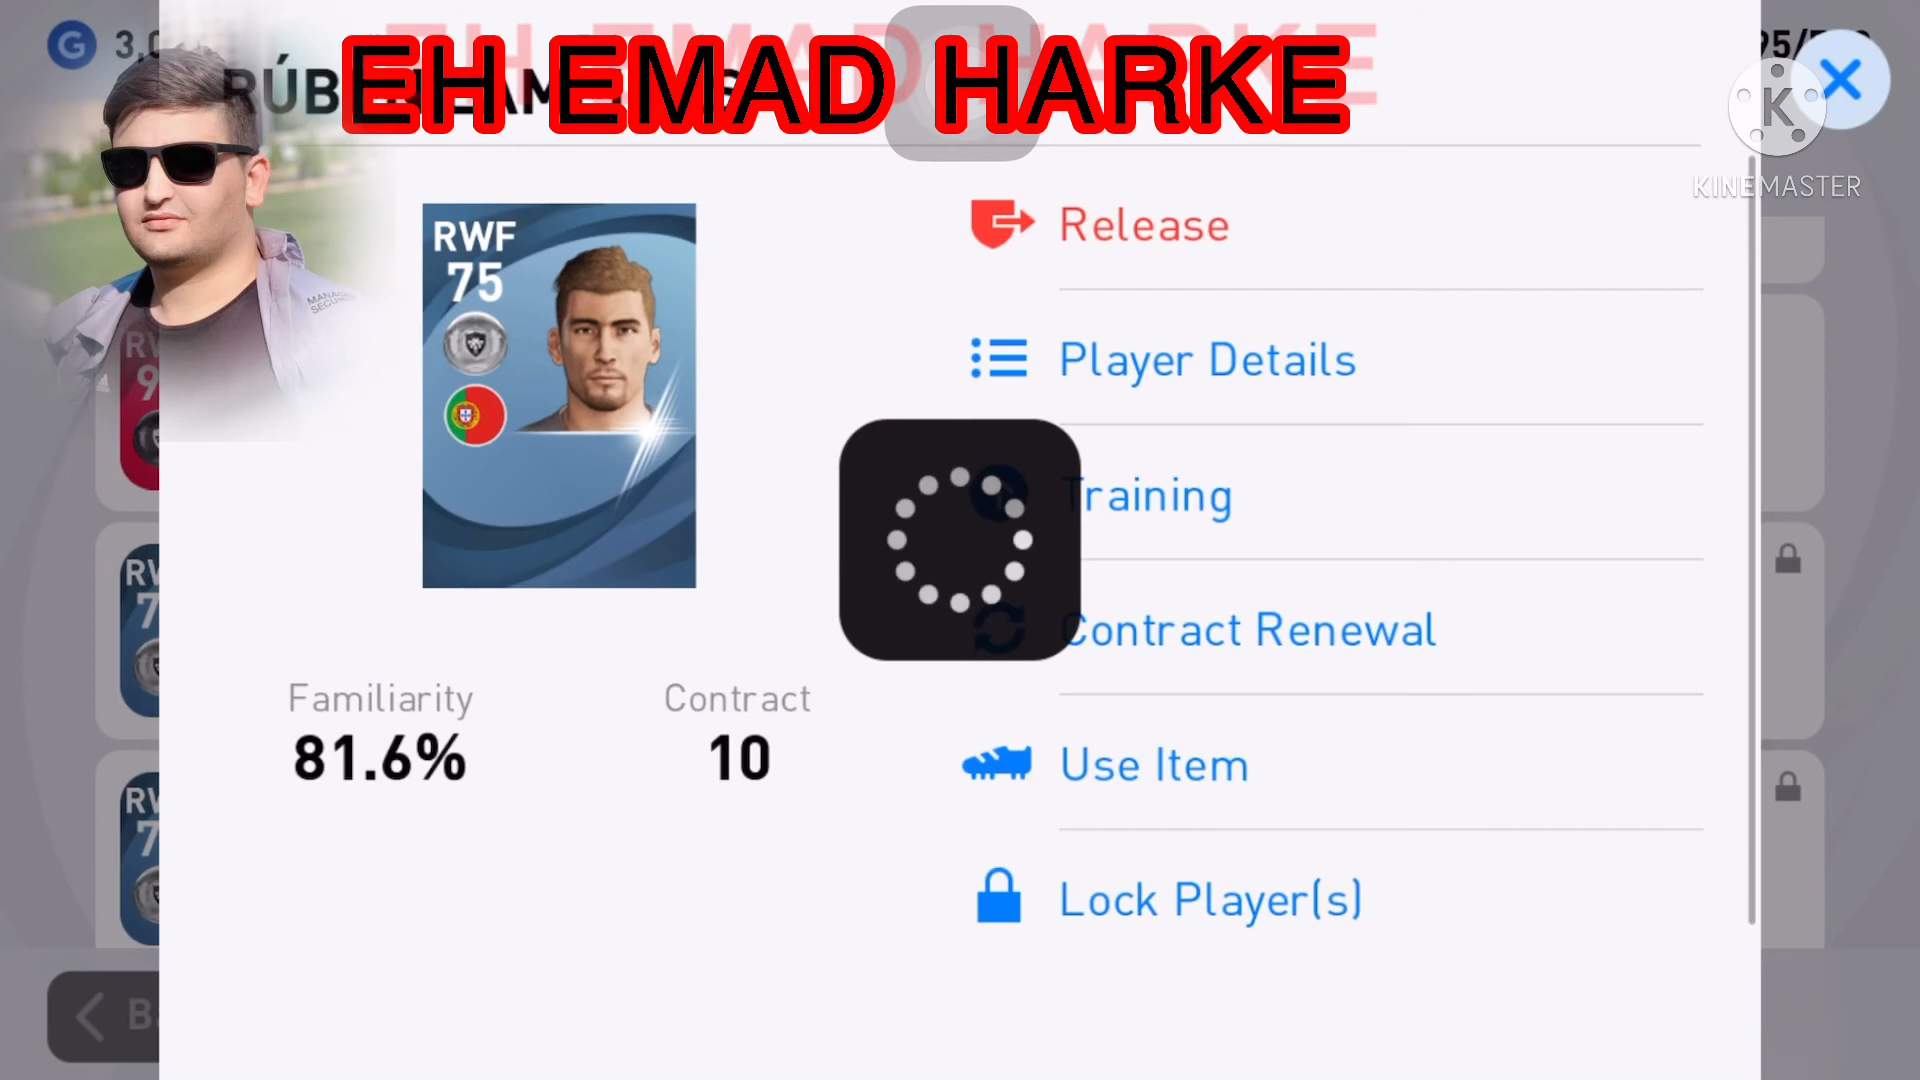 EH EMAD HARKE
KINEMASTER
RWF
75
Release
Player Details
Training
Contract Renewal
Use Item
Lock Player(s)
Familiarity
81.6%
Contract
10